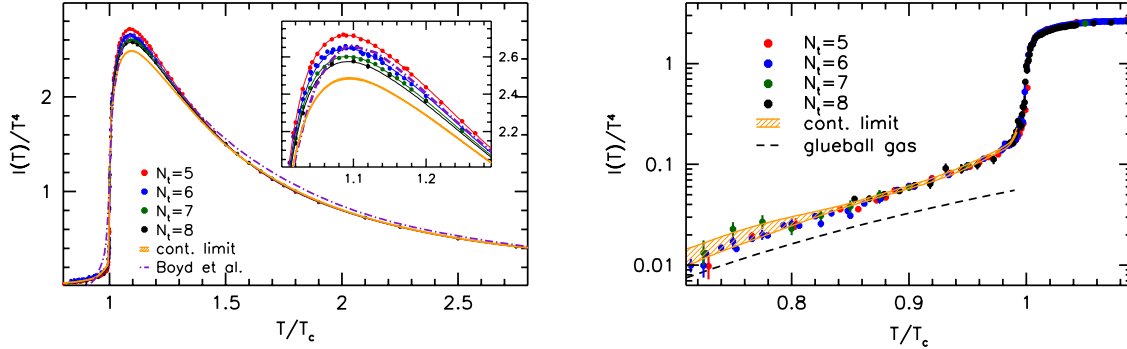 I(T)/T⁴
2
1
N_t=5
N_t=6
N_t=7
N_t=8
cont. limit
Boyd et al.
2.6
2.4
2.2
1.1
1.2
1
1.5
2
2.5
T/T_c
I(T)/T⁴
1
0.1
0.01
N_t=5
N_t=6
N_t=7
N_t=8
cont. limit
glueball gas
0.8
0.9
1
T/T_c